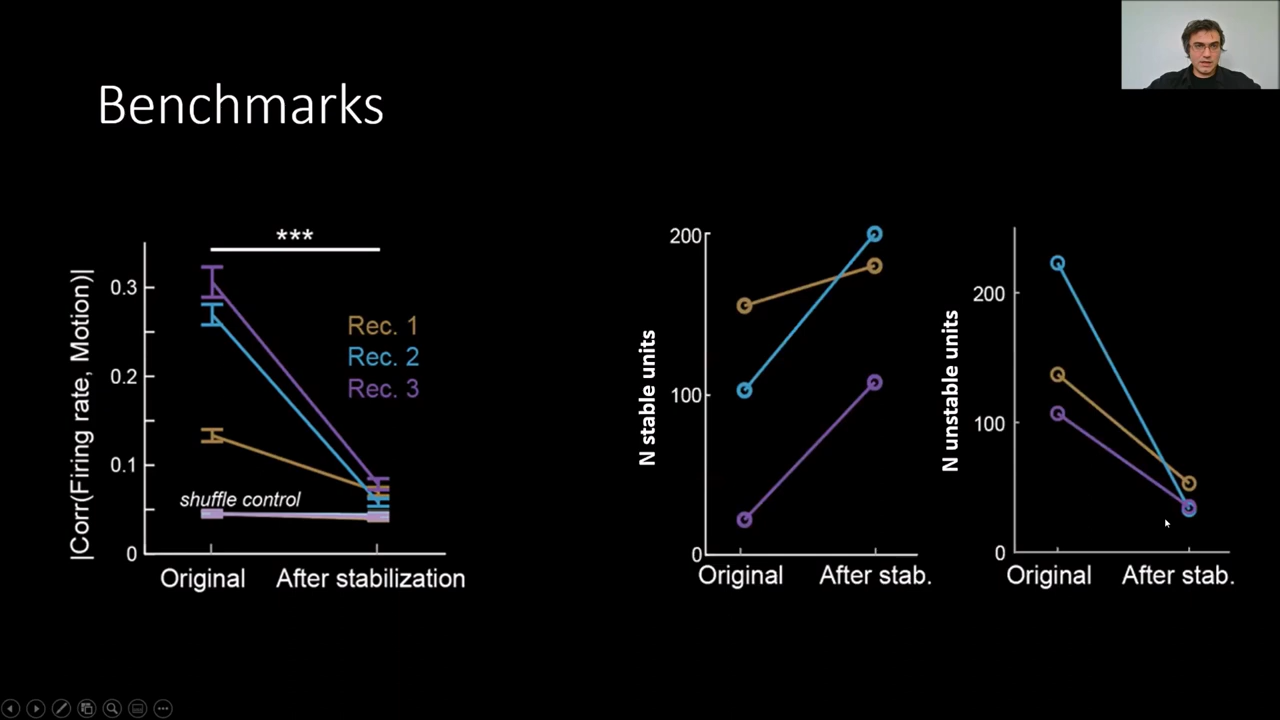 Benchmarks
|Corr(Firing rate, Motion)|
0.3
0.2
0.1
0
***
Rec. 1
Rec. 2
Rec. 3
shuffle control
Original
After stabilization
N stable units
200
100
0
Original
After stab.
N unstable units
200
100
0
Original
After stab.